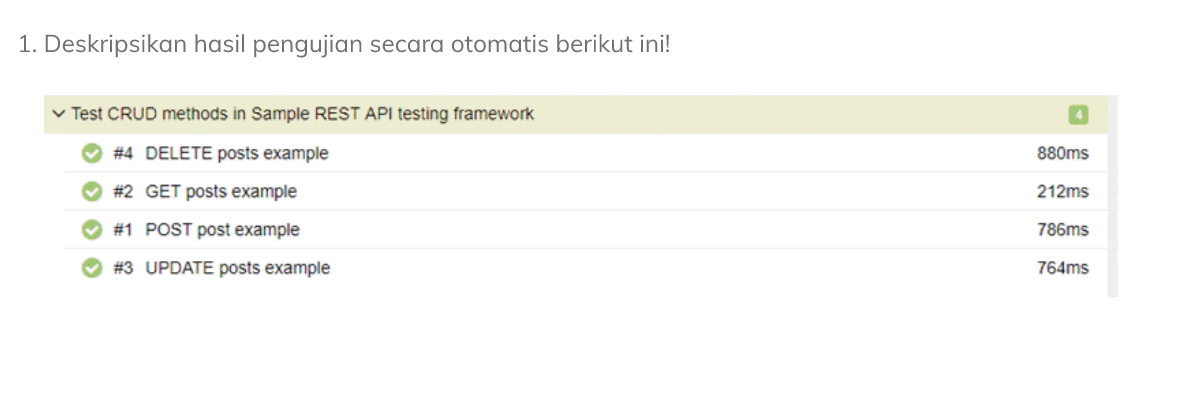 1. Deskripsikan hasil pengujian secara otomatis berikut ini!
Test CRUD methods in Sample REST API testing framework 4
#4 DELETE posts example 880ms
#2 GET posts example 212ms
#1 POST post example 786ms
#3 UPDATE posts example 764ms